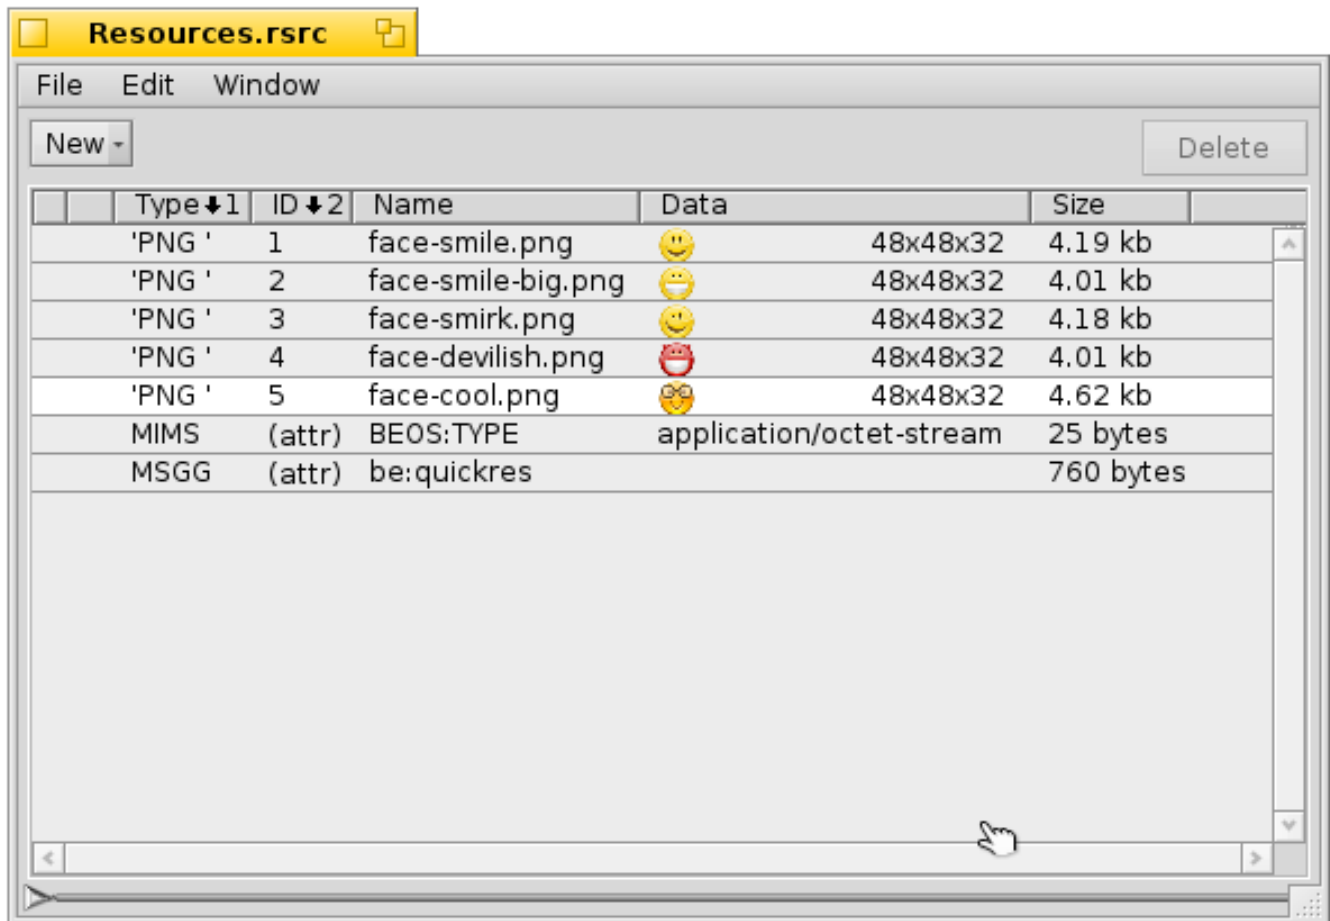 Resources.rsrc
File Edit Window
New Delete
Type 1 ID 2 Name Data Size
'PNG ' 1 face-smile.png 48x48x32 4.19 kb
'PNG ' 2 face-smile-big.png 48x48x32 4.01 kb
'PNG ' 3 face-smirk.png 48x48x32 4.18 kb
'PNG ' 4 face-devilish.png 48x48x32 4.01 kb
'PNG ' 5 face-cool.png 48x48x32 4.62 kb
MIMS (attr) BEOS:TYPE application/octet-stream 25 bytes
MSGG (attr) be:quickres 760 bytes